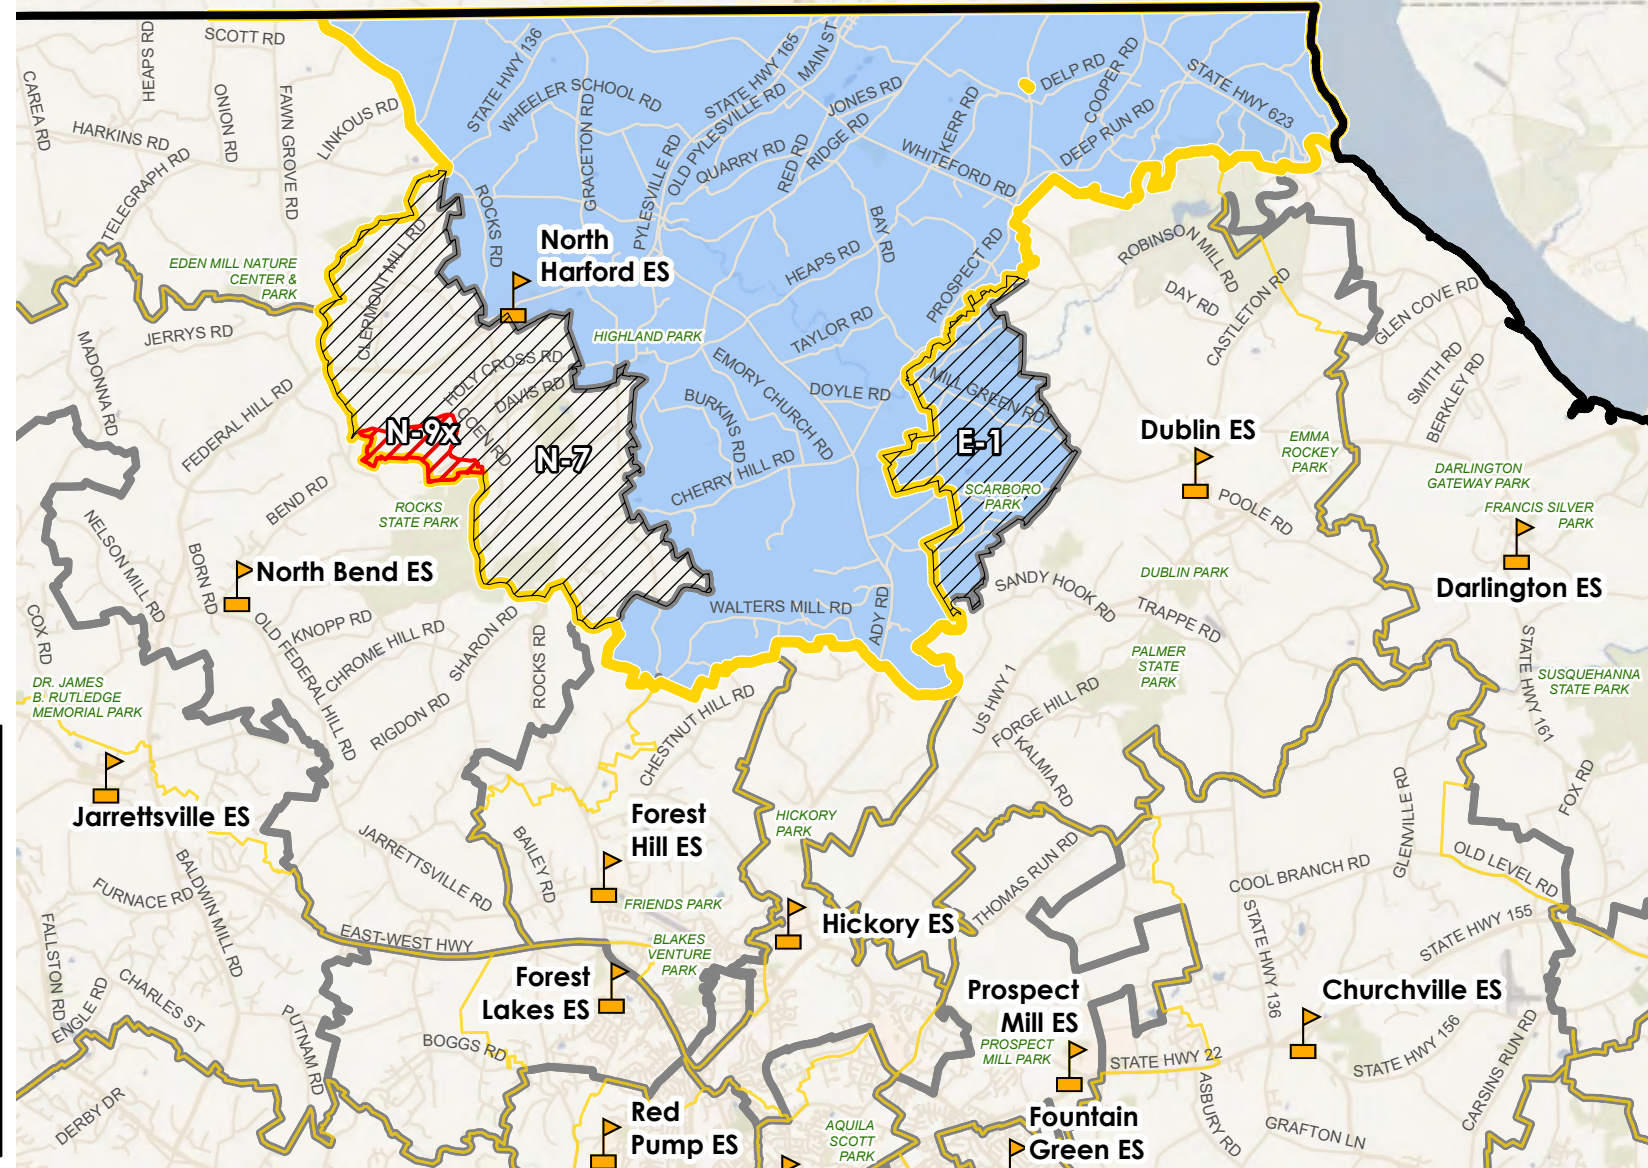 SCOTT RD
HEAPS RD
CAREA RD
ONION RD
FAWN GROVE RD
HARKINS RD
LINKOUS RD
TELEGRAPH RD
STATE HWY 136
WHEELER SCHOOL RD
GRACETON RD
STATE HWY 165
MAIN ST
OLD PYLESVILLE RD
PYLESVILLE RD
QUARRY RD
RED RD
RIDGE RD
JONES RD
KERR RD
WHITEFORD RD
DELP RD
COOPER RD
DEEP RUN RD
STATE HWY 623
ROCKS RD
BAY RD
HEAPS RD
PROSPECT RD
ROBINSON MILL RD
DAY RD
CASTLETON RD
GLEN COVE RD
SMITH RD
BERKLEY RD
EDEN MILL NATURE
CENTER &
PARK
JERRYS RD
MADONNA RD
CLERMONT MILL RD
North
Harford ES
HIGHLAND PARK
TAYLOR RD
EMORY CHURCH RD
DOYLE RD
BURKINS RD
CHERRY HILL RD
HOLY CROSS RD
DAVIS RD
COEN RD
FEDERAL HILL RD
N-9x
N-7
MILL GREEN RD
E-1
SCARBORO
PARK
Dublin ES
EMMA
ROCKEY
PARK
POOLE RD
DARLINGTON
GATEWAY PARK
FRANCIS SILVER
PARK
Darlington ES
BEND RD
ROCKS
STATE PARK
NELSON MILL RD
BORN RD
North Bend ES
COX RD
OLD FEDERAL HILL RD
KNOPP RD
CHROME HILL RD
SHARON RD
ROCKS RD
RIGDON RD
WALTERS MILL RD
ADY RD
SANDY HOOK RD
DUBLIN PARK
TRAPPE RD
PALMER
STATE
PARK
US HWY 1
FORGE HILL RD
KALMIA RD
STATE HWY 161
SUSQUEHANNA
STATE PARK
DR. JAMES
B. RUTLEDGE
MEMORIAL PARK
Jarrettsville ES
CHESTNUT HILL RD
Forest
Hill ES
HICKORY
PARK
FRIENDS PARK
JARRETTSVILLE RD
BAILEY RD
BALDWIN MILL RD
FURNACE RD
FALLSTON RD
EAST-WEST HWY
BLAKES
VENTURE
PARK
Hickory ES
THOMAS RUN RD
GLENVILLE RD
FOX RD
OLD LEVEL RD
COOL BRANCH RD
STATE HWY 155
STATE HWY 136
Forest
Lakes ES
Prospect
Mill ES
PROSPECT
MILL PARK
Churchville ES
STATE HWY 22
STATE HWY 156
CARSINS RUN RD
ENGLE RD
CHARLES ST
PUTNAM RD
BOGGS RD
DERBY DR
Red
Pump ES
AQUILA
SCOTT
PARK
Fountain
Green ES
ASBURY RD
GRAFTON LN